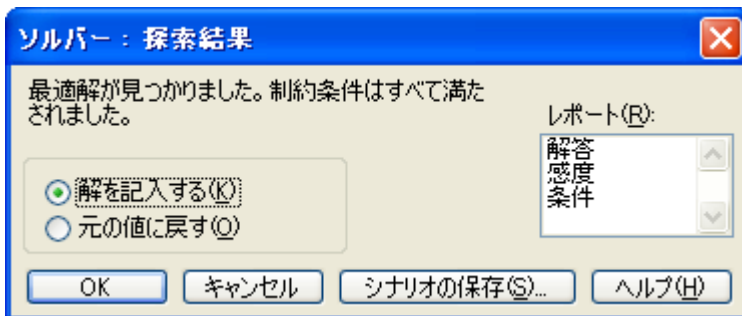 ソルバー： 探索結果
最適解が見つかりました。制約条件はすべて満た
されました。
レポート(R):
解答
感度
条件
解を記入する(K)
元の値に戻す(O)
OK キャンセル シナリオの保存(S)... ヘルプ(H)